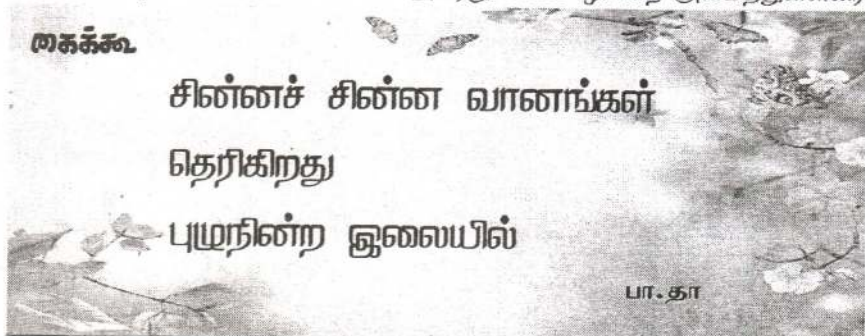 கைக்கூ
சின்னச் சின்ன வானங்கள்
தெரிகிறது
புழுநின்ற இலையில்
பா.தா